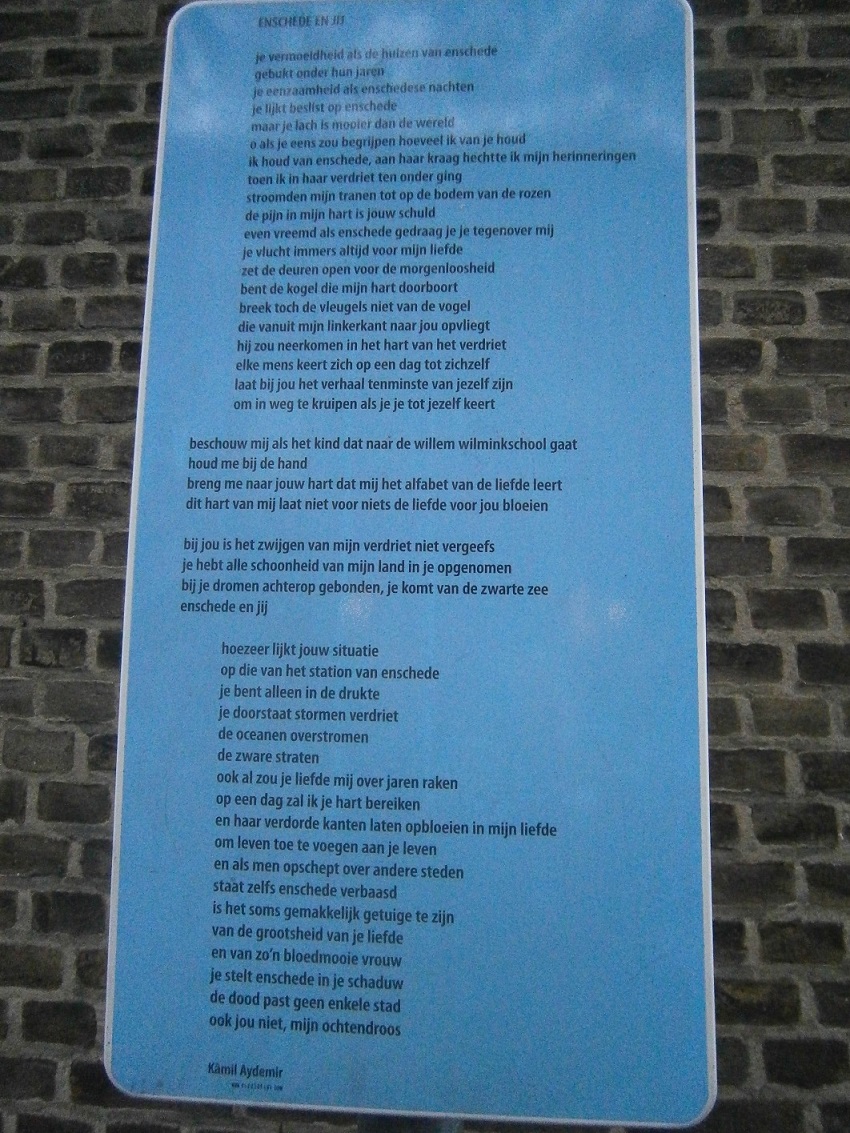 ENSCHEDE EN JIJ
je vermoeidheid als de huizen van enschede
gebukt onder hun jaren
je eenzaamheid als enschedese nachten
je lijkt beslist op enschede
maar je lach is mooier dan de wereld
o als je eens zou begrijpen hoeveel ik van je houd
ik houd van enschede, aan haar kraag hechtte ik mijn herinneringen
toen ik in haar verdriet ten onder ging
stroomden mijn tranen tot op de bodem van de rozen
de pijn in mijn hart is jouw schuld
even vreemd als enschede gedraag je je tegenover mij
je vlucht immers altijd voor mijn liefde
zet de deuren open voor de morgenloosheid
bent de kogel die mijn hart doorboort
breek toch de vleugels niet van de vogel
die vanuit mijn linkerkant naar jou opvliegt
hij zou neerkomen in het hart van het verdriet
elke mens keert zich op een dag tot zichzelf
laat bij jou het verhaal tenminste van jezelf zijn
om in weg te kruipen als je je tot jezelf keert
beschouw mij als het kind dat naar de willem wilminkschool gaat
houd me bij de hand
breng me naar jouw hart dat mij het alfabet van de liefde leert
dit hart van mij laat niet voor niets de liefde voor jou bloeien
bij jou is het zwijgen van mijn verdriet niet vergeefs
je hebt alle schoonheid van mijn land in je opgenomen
bij je dromen achterop gebonden, je komt van de zwarte zee
enschede en jij
hoezeer lijkt jouw situatie
op die van het station van enschede
je bent alleen in de drukte
je doorstaat stormen verdriet
de oceanen overstromen
de zware straten
ook al zou je liefde mij over jaren raken
op een dag zal ik je hart bereiken
en haar verdorde kanten laten opbloeien in mijn liefde
om leven toe te voegen aan je leven
en als men opschept over andere steden
staat zelfs enschede verbaasd
is het soms gemakkelijk getuige te zijn
van de grootsheid van je liefde
en van zo'n bloedmooie vrouw
je stelt enschede in je schaduw
de dood past geen enkele stad
ook jou niet, mijn ochtendroos
Kâmil Aydemir